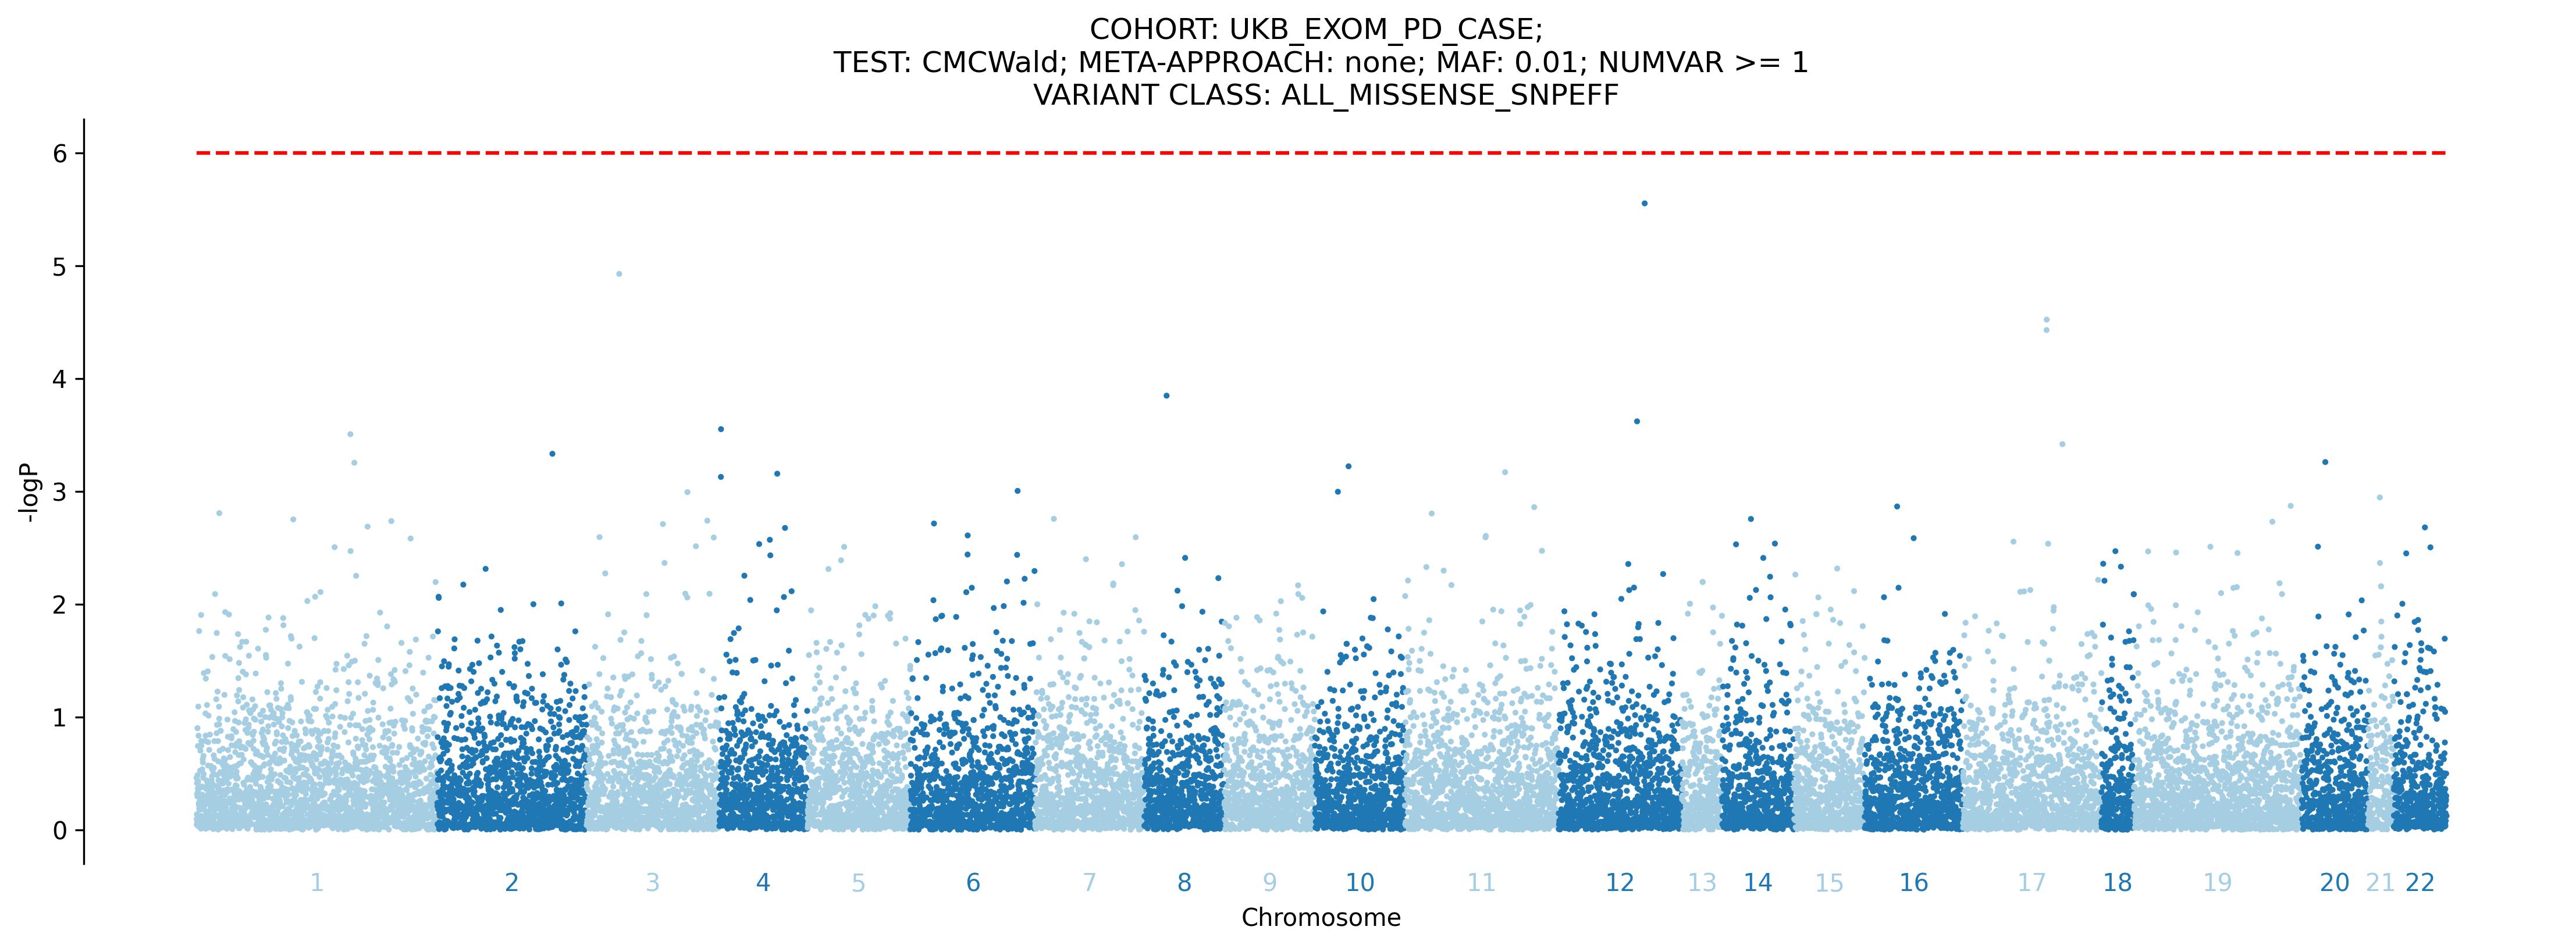 COHORT: UKB_EXOM_PD_CASE;
TEST: CMCWald; META-APPROACH: none; MAF: 0.01; NUMVAR >= 1
VARIANT CLASS: ALL_MISSENSE_SNPEFF
6
5
4
3
2
1
0
-logP
1 2 3 4 5 6 7 8 9 10 11 12 13 14 15 16 17 18 19 20 21 22
Chromosome